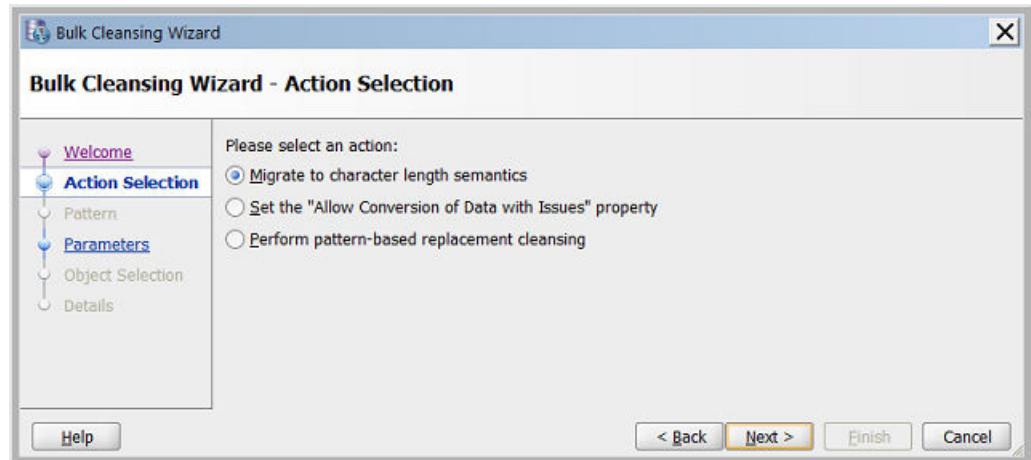 Bulk Cleansing Wizard
Bulk Cleansing Wizard - Action Selection
Welcome
Action Selection
Pattern
Parameters
Object Selection
Details
Please select an action:
Migrate to character length semantics
Set the "Allow Conversion of Data with Issues" property
Perform pattern-based replacement cleansing
Help
< Back
Next >
Finish
Cancel